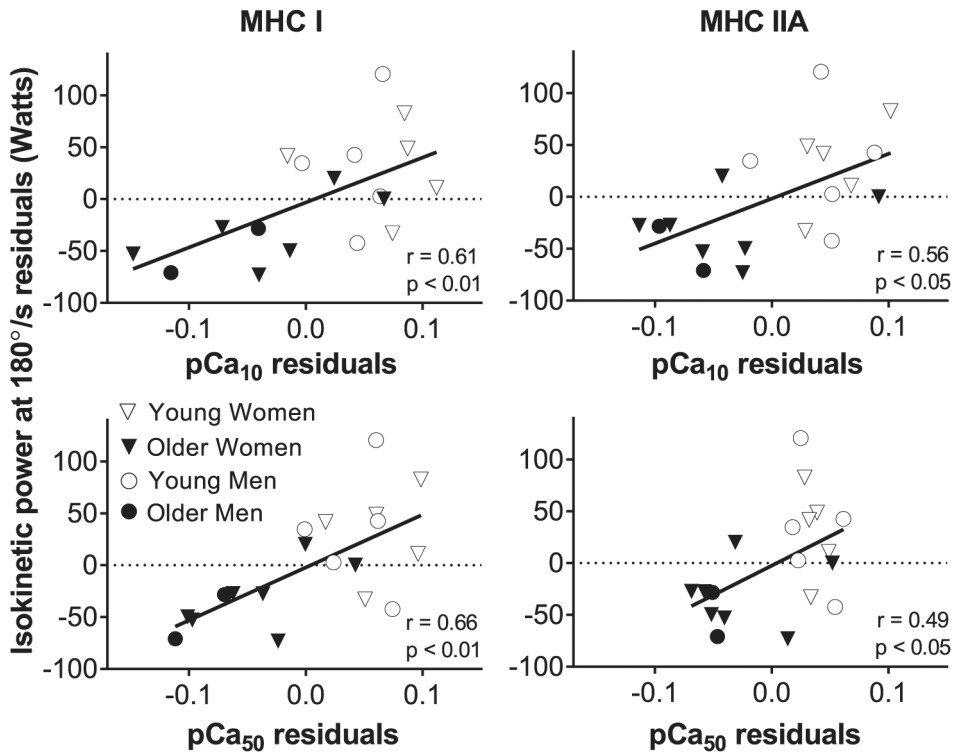 MHC I
MHC IIA
Isokinetic power at 180°/s residuals (Watts)
100
50
0
-50
-100
r = 0.61
p < 0.01
-0.1 0.0 0.1
pCa10 residuals
100
50
0
-50
-100
r = 0.56
p < 0.05
-0.1 0.0 0.1
pCa10 residuals
Young Women
Older Women
Young Men
Older Men
100
50
0
-50
-100
r = 0.66
p < 0.01
-0.1 0.0 0.1
pCa50 residuals
100
50
0
-50
-100
r = 0.49
p < 0.05
-0.1 0.0 0.1
pCa50 residuals